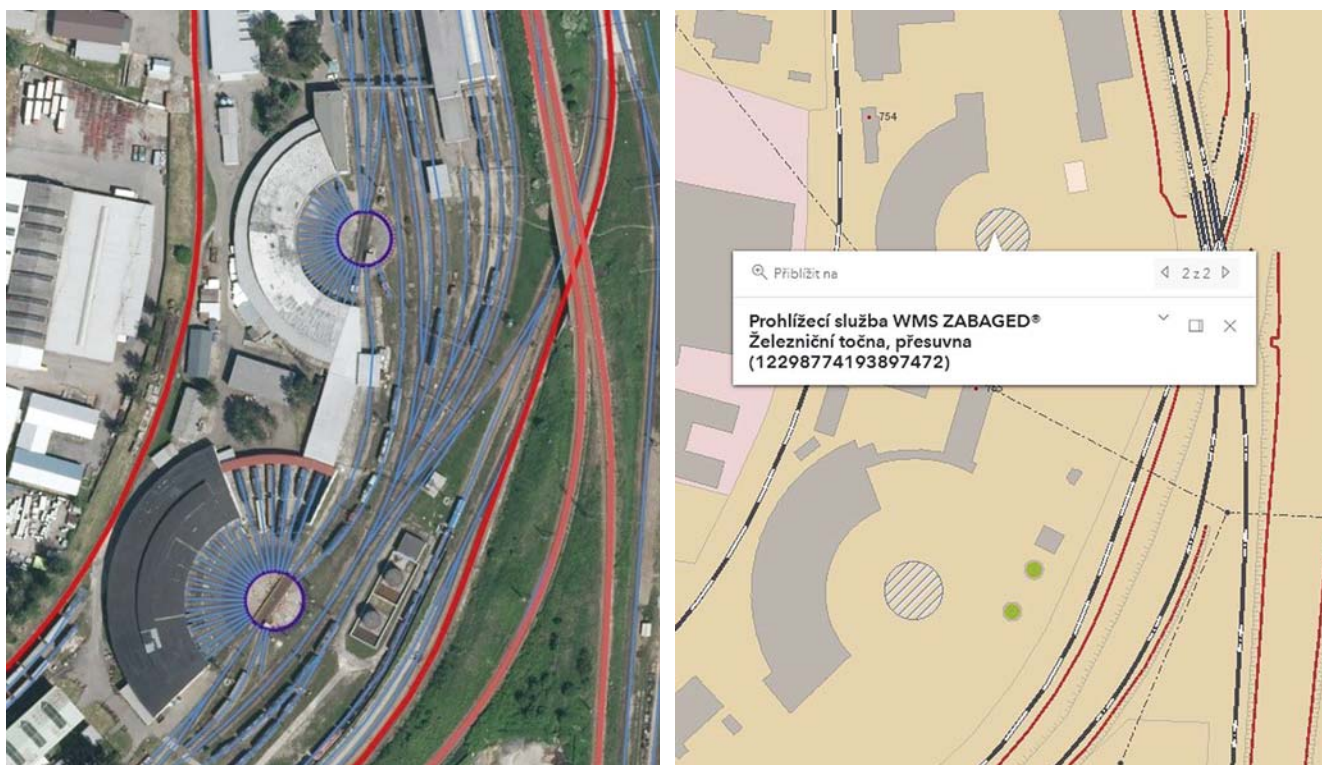 754
Přiblížit na
2 z 2
Prohlížecí služba WMS ZABAGED®
Železniční točna, přesuvna
(12298774193897472)